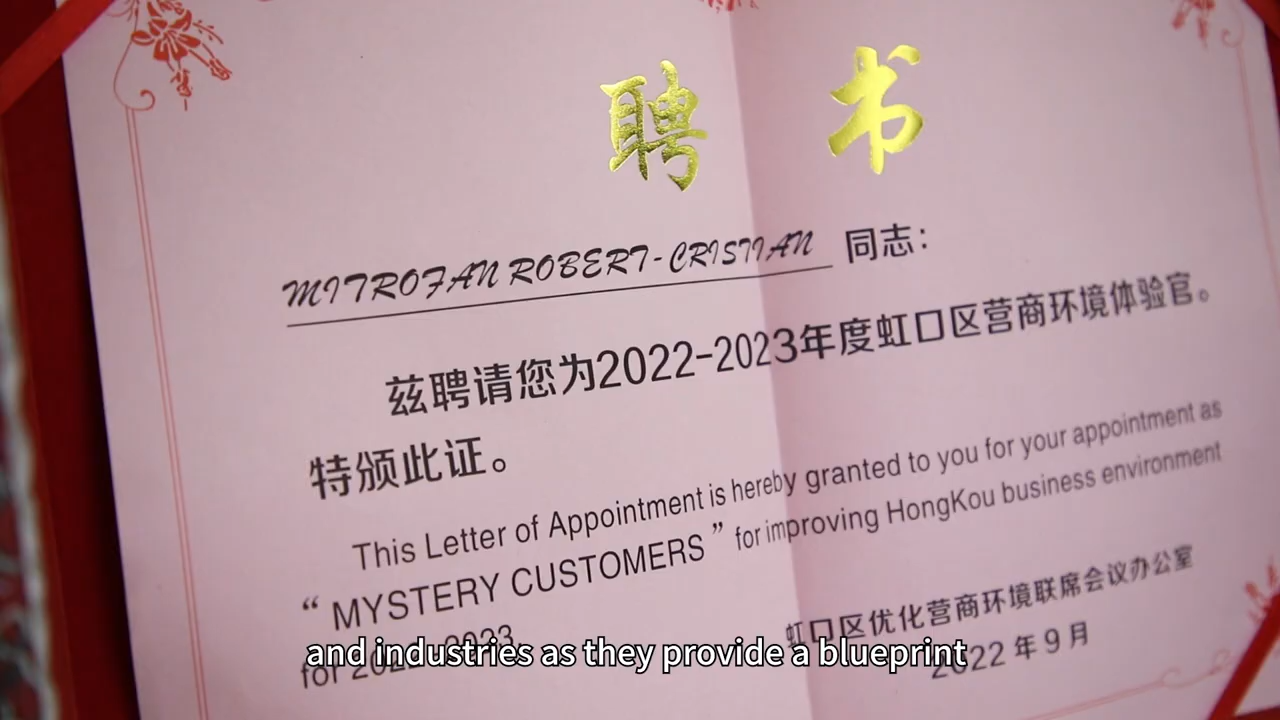 聘书
MITROFAN ROBERT-CRISTIAN 同志：
兹聘请您为2022-2023年度虹口区营商环境体验官。
特颁此证。
This Letter of Appointment is hereby granted to you for your appointment as
“ MYSTERY CUSTOMERS ” for improving HongKou business environment
for 2022-2023.
虹口区优化营商环境联席会议办公室
2022 年 9 月
and industries as they provide a blueprint